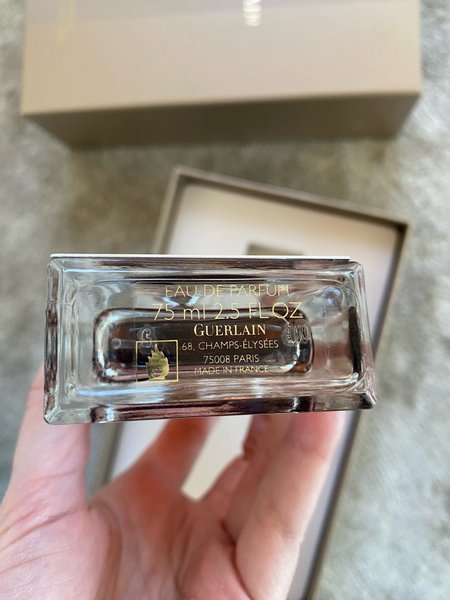 EAU DE PARFUM
75 ml 2.5 FL.OZ
GUERLAIN
68, CHAMPS-ÉLYSÉES
75008 PARIS
MADE IN FRANCE